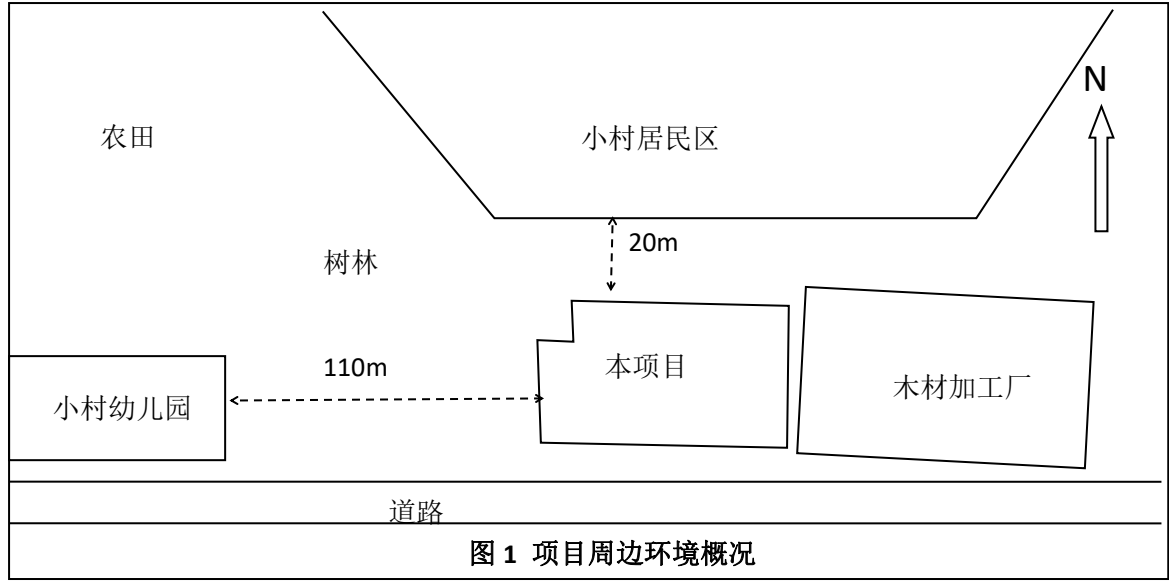 N
农田
小村居民区
20m
树林
110m
本项目
木材加工厂
小村幼儿园
道路
图 1 项目周边环境概况